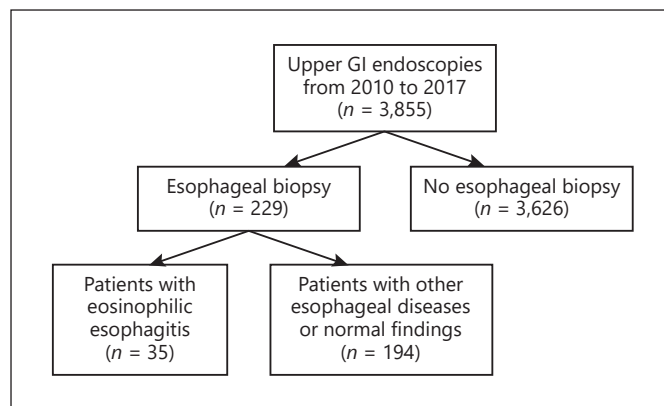 Upper GI endoscopies
from 2010 to 2017
(n = 3,855)
Esophageal biopsy
(n = 229)
No esophageal biopsy
(n = 3,626)
Patients with
eosinophilic
esophagitis
(n = 35)
Patients with other
esophageal diseases
or normal findings
(n = 194)